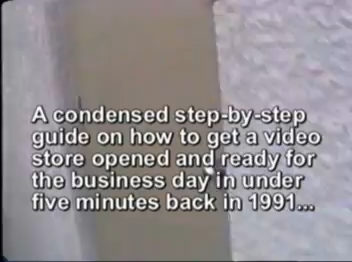 A condensed step-by-step
guide on how to get a video
store opened and ready for
the business day in under
five minutes back in 1991...